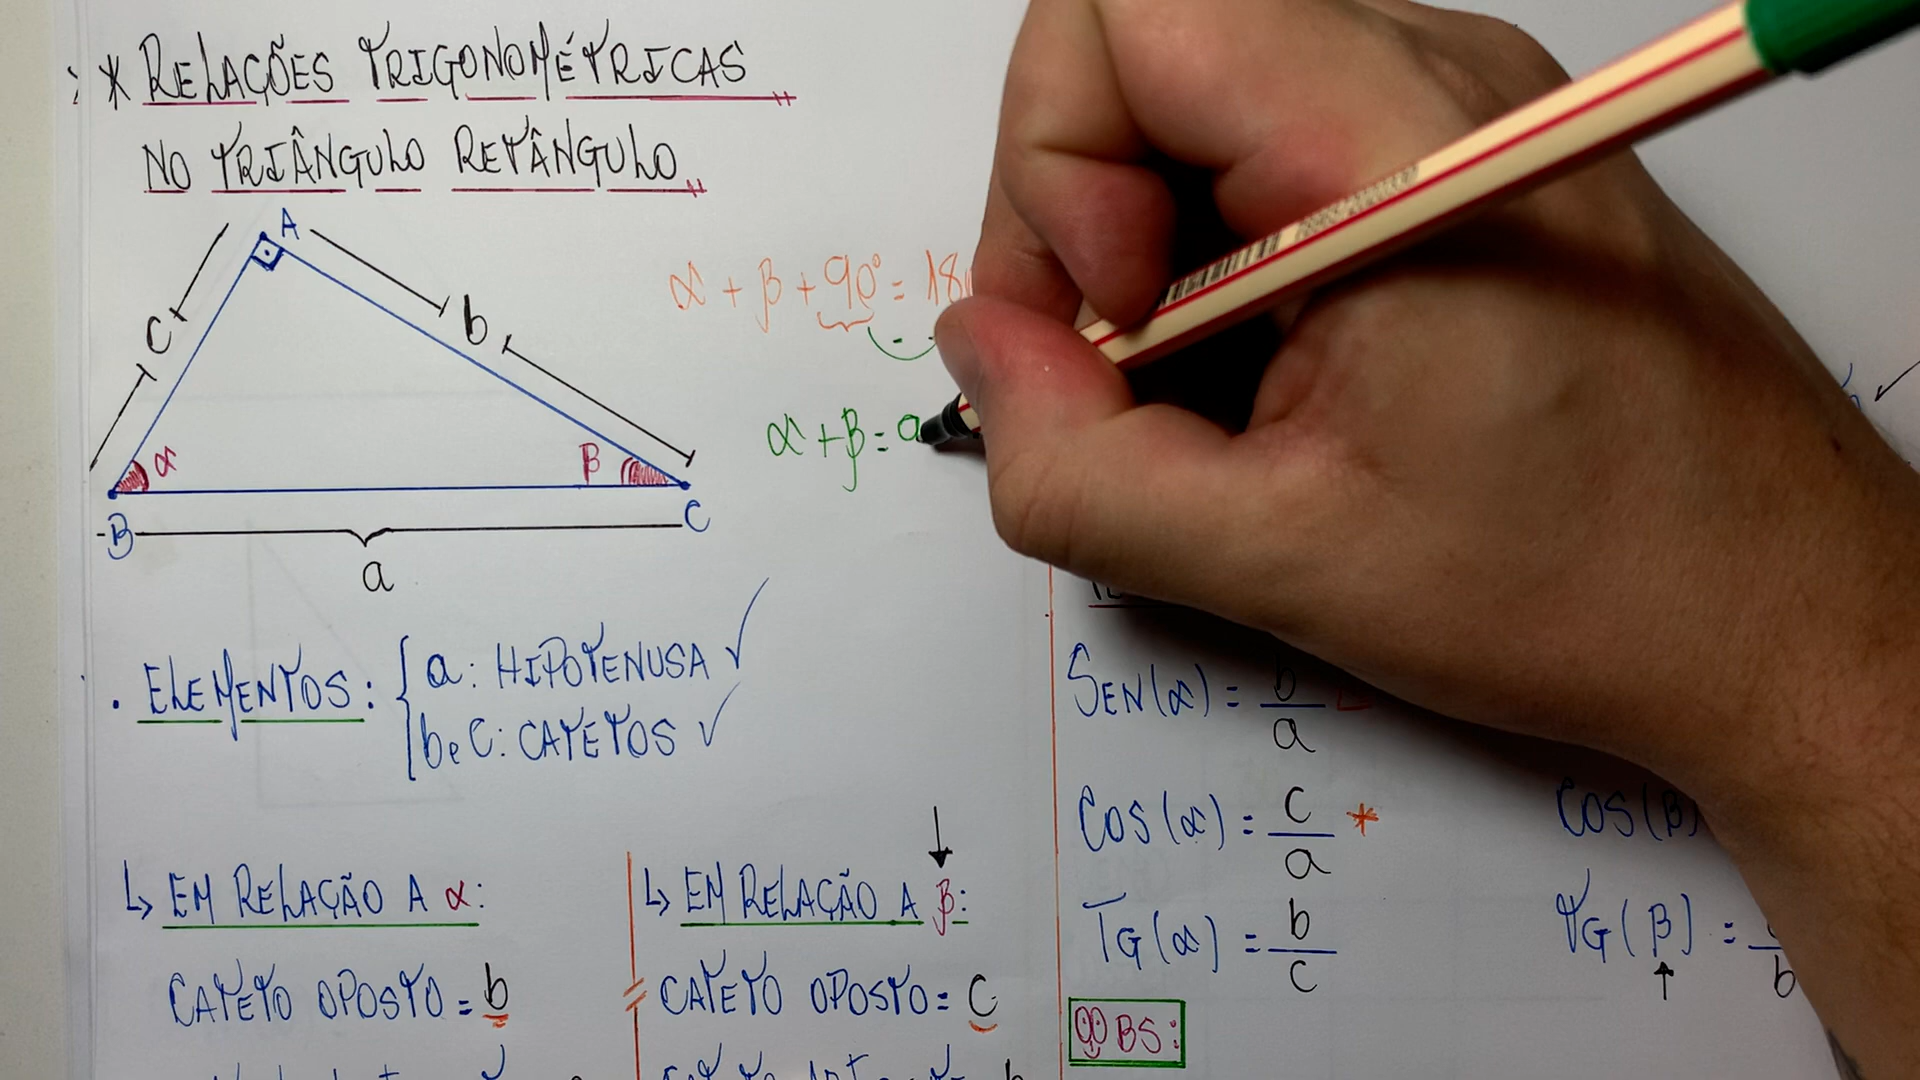 * RELAÇÕES TRIGONOMÉTRICAS
NO TRIÂNGULO RETÂNGULO
A
c
b
α
β
B
C
a
α + β + 90° = 18
α + β =
• ELEMENTOS: { a: HIPOTENUSA ✓
b e C: CATETOS ✓
↳ EM RELAÇÃO A α:
CATETO OPOSTO = b
↳ EM RELAÇÃO A β:
CATETO OPOSTO = C
SEN(α) = b/a
COS(α) = c/a *
TG(α) = b/c
COS(β)
TG(β) =
b
OBS: